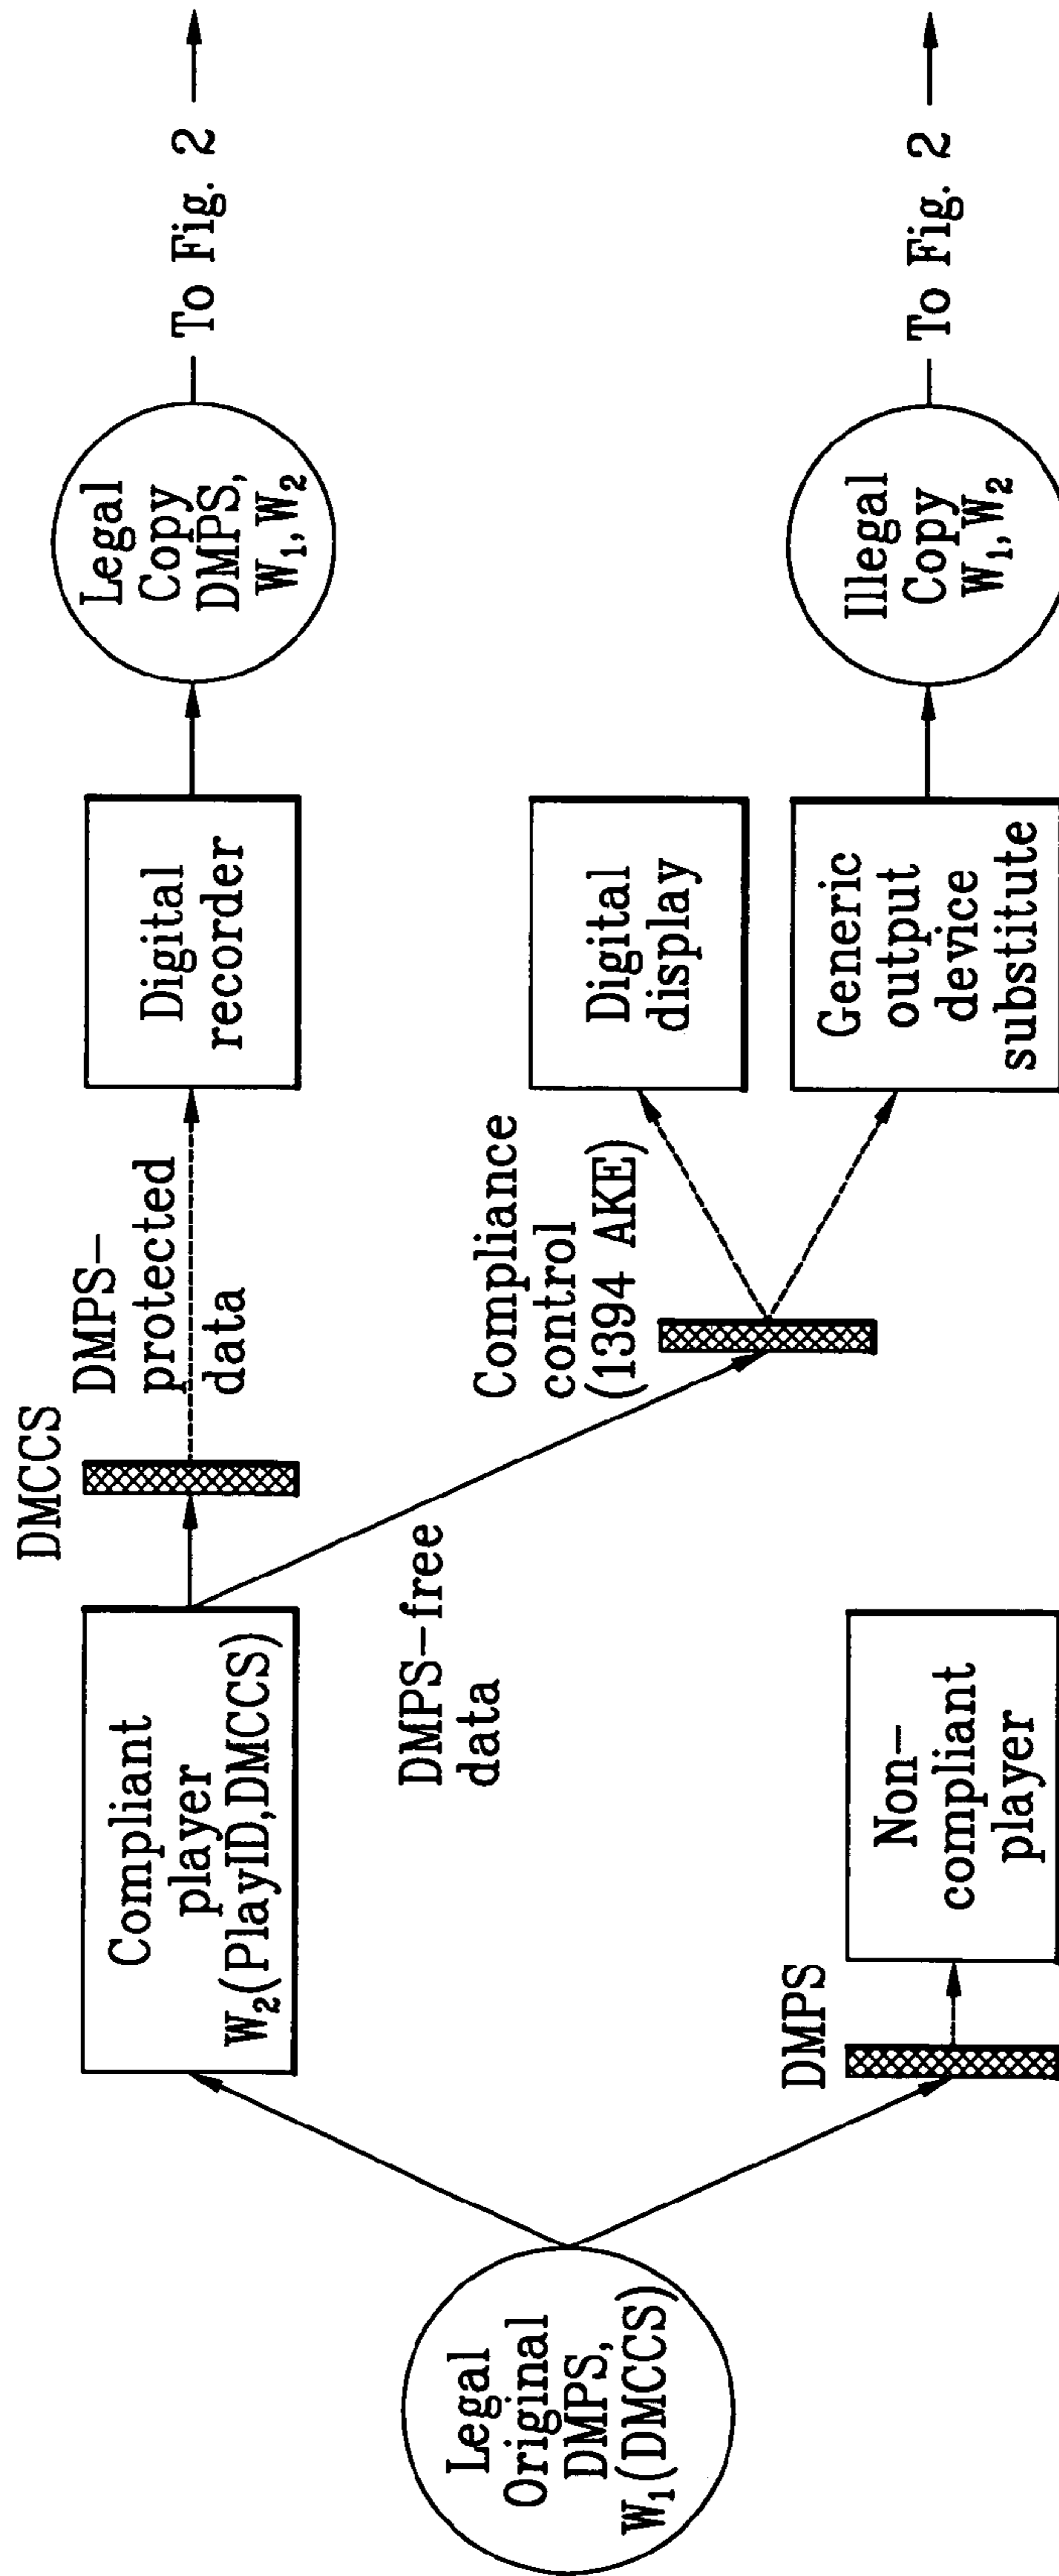 Legal
Original
DMPS,
W₁(DMCCS)
Compliant
player
W₂(PlayID,DMCCS)
DMCCS
DMPS-
protected
data
Digital
recorder
Legal
Copy
DMPS,
W₁,W₂
To Fig. 2
DMPS-free
data
Compliance
control
(1394 AKE)
Digital
display
DMPS
Non-
compliant
player
Generic
output
device
substitute
Illegal
Copy
W₁,W₂
To Fig. 2